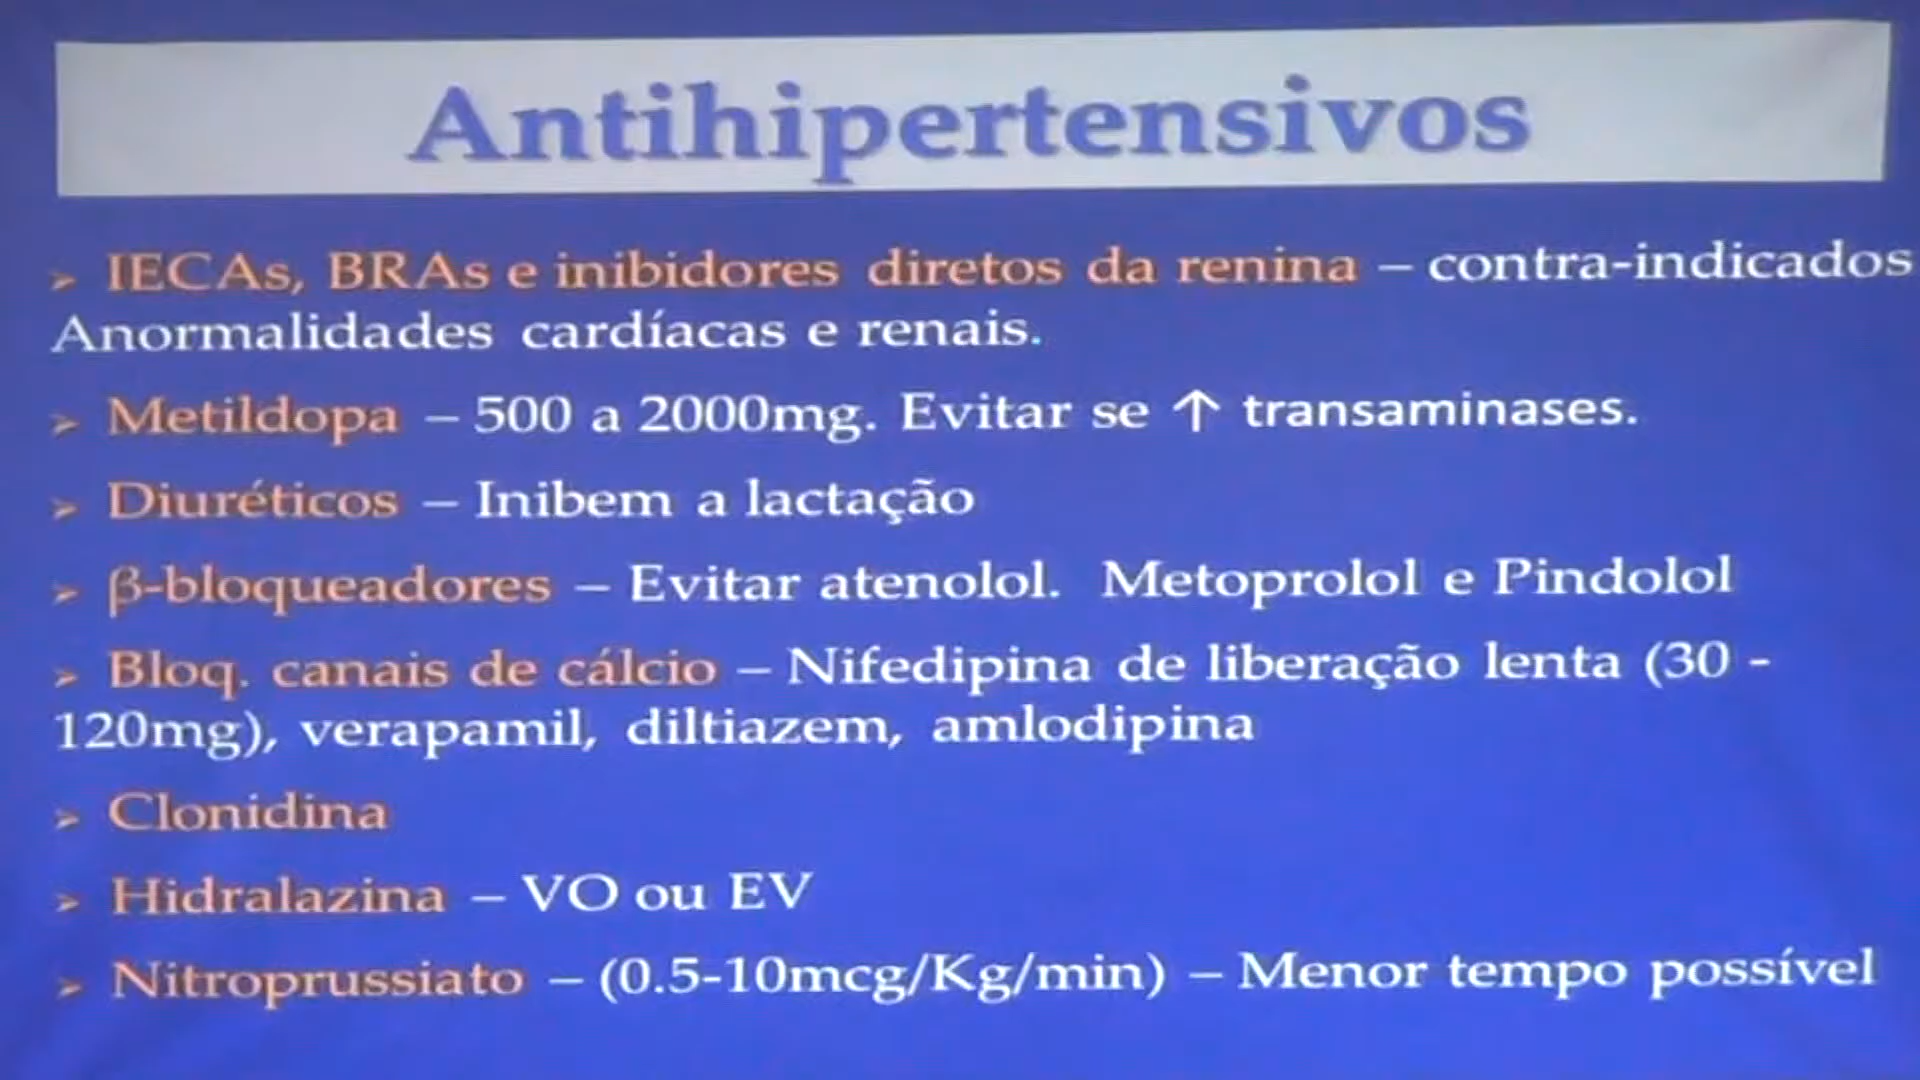 Antihipertensivos
➢ IECAs, BRAs e inibidores diretos da renina – contra-indicados
Anormalidades cardíacas e renais.
➢ Metildopa – 500 a 2000mg. Evitar se ↑ transaminases.
➢ Diuréticos – Inibem a lactação
➢ β-bloqueadores – Evitar atenolol. Metoprolol e Pindolol
➢ Bloq. canais de cálcio – Nifedipina de liberação lenta (30 -
120mg), verapamil, diltiazem, amlodipina
➢ Clonidina
➢ Hidralazina – VO ou EV
➢ Nitroprussiato – (0.5-10mcg/Kg/min) – Menor tempo possível